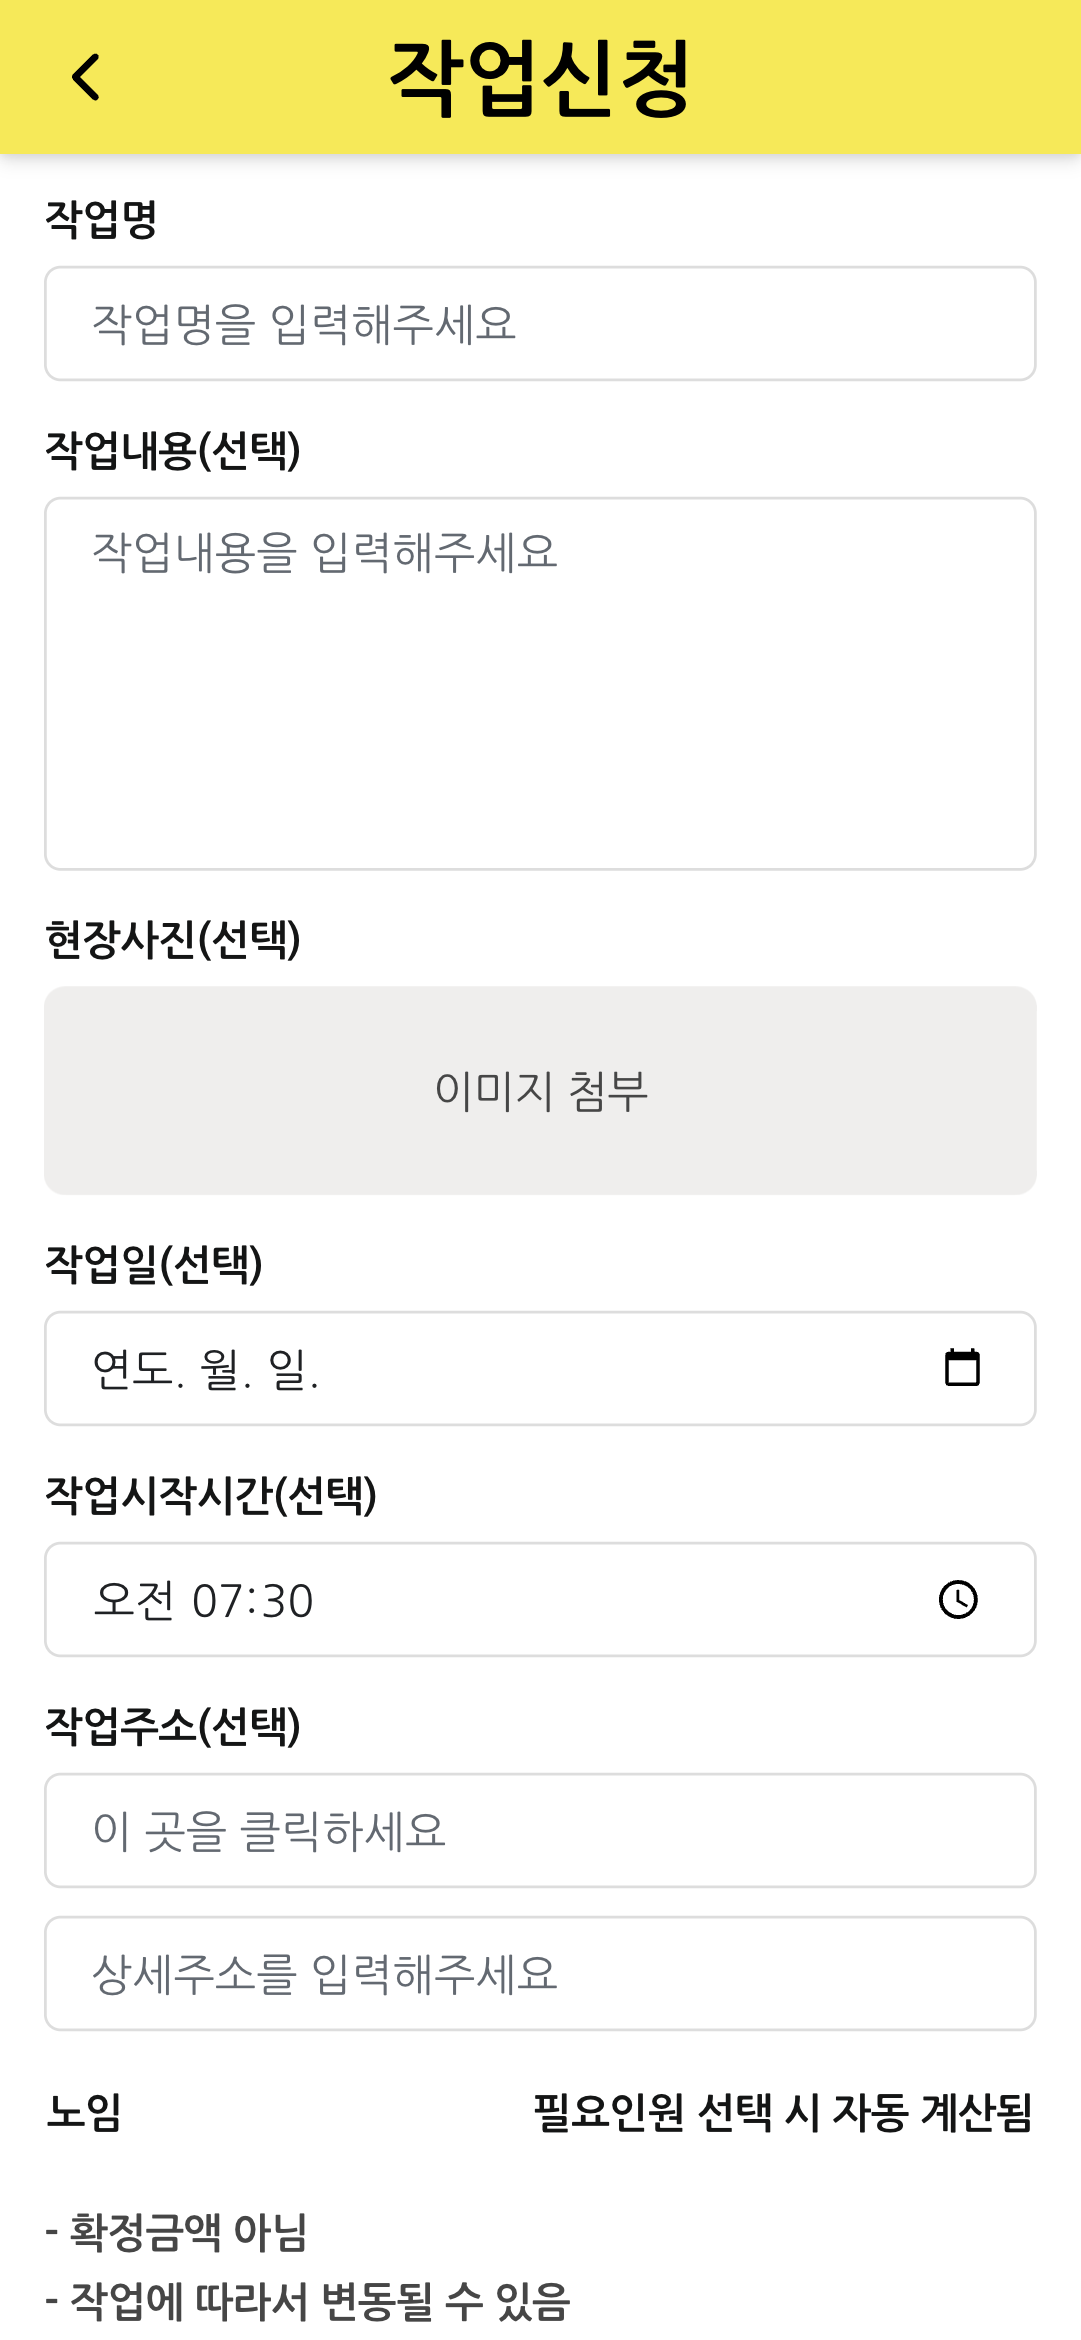 작업신청
작업명
작업명을 입력해주세요
작업내용(선택)
작업내용을 입력해주세요
현장사진(선택)
이미지 첨부
작업일(선택)
연도. 월. 일.
작업시작시간(선택)
오전 07:30
작업주소(선택)
이 곳을 클릭하세요
상세주소를 입력해주세요
노임 필요인원 선택 시 자동 계산됨
- 확정금액 아님
- 작업에 따라서 변동될 수 있음